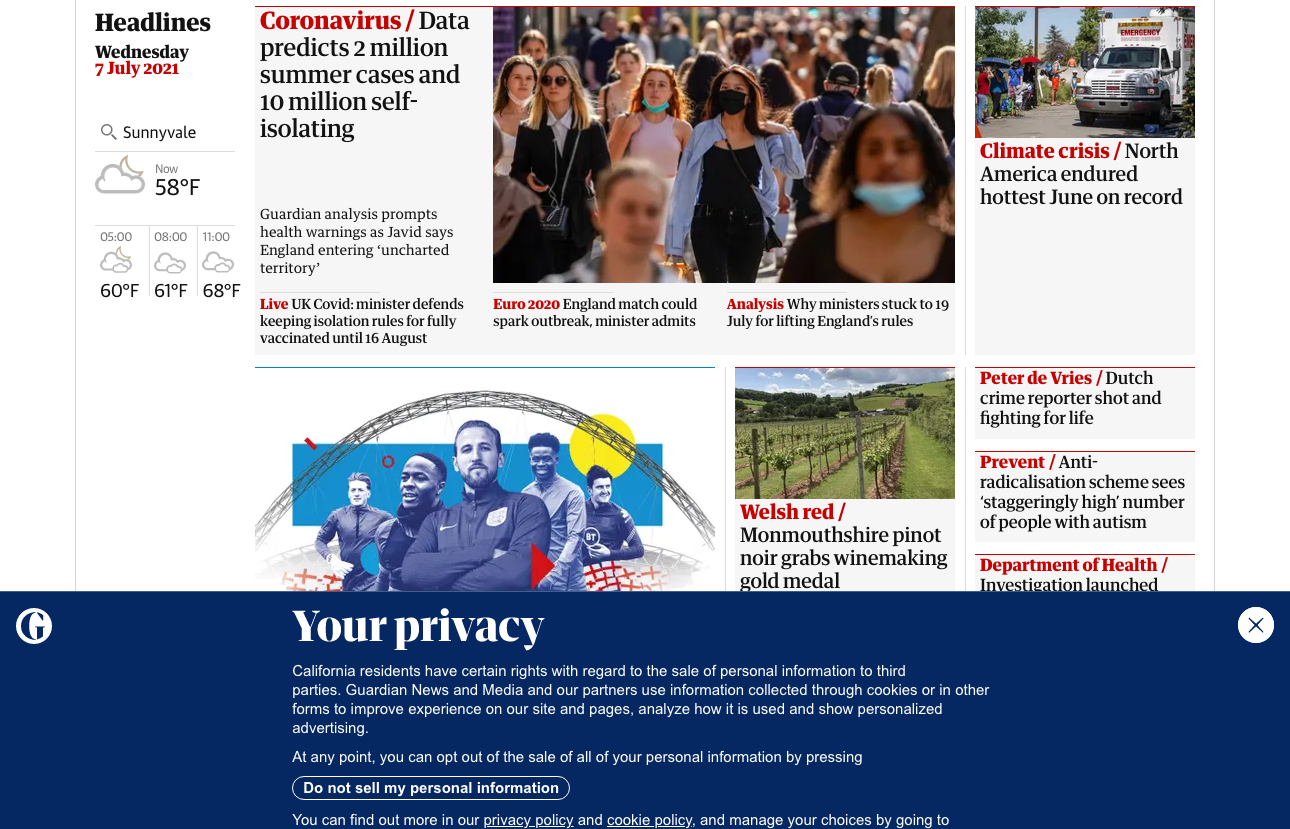 Headlines
Wednesday
7 July 2021
Sunnyvale
Now
58°F
05:00
08:00
11:00
60°F
61°F
68°F
Coronavirus / Data
predicts 2 million
summer cases and
10 million self-
isolating
Guardian analysis prompts
health warnings as Javid says
England entering ‘uncharted
territory’
Live UK Covid: minister defends
keeping isolation rules for fully
vaccinated until 16 August
Euro 2020 England match could
spark outbreak, minister admits
Analysis Why ministers stuck to 19
July for lifting England’s rules
EMERGENCY
Climate crisis / North
America endured
hottest June on record
BT
Welsh red /
Monmouthshire pinot
noir grabs winemaking
gold medal
Peter de Vries / Dutch
crime reporter shot and
fighting for life
Prevent / Anti-
radicalisation scheme sees
‘staggeringly high’ number
of people with autism
Department of Health /
Investigation launched
G
Your privacy
California residents have certain rights with regard to the sale of personal information to third
parties. Guardian News and Media and our partners use information collected through cookies or in other
forms to improve experience on our site and pages, analyze how it is used and show personalized
advertising.
At any point, you can opt out of the sale of all of your personal information by pressing
Do not sell my personal information
You can find out more in our privacy policy and cookie policy, and manage your choices by going to